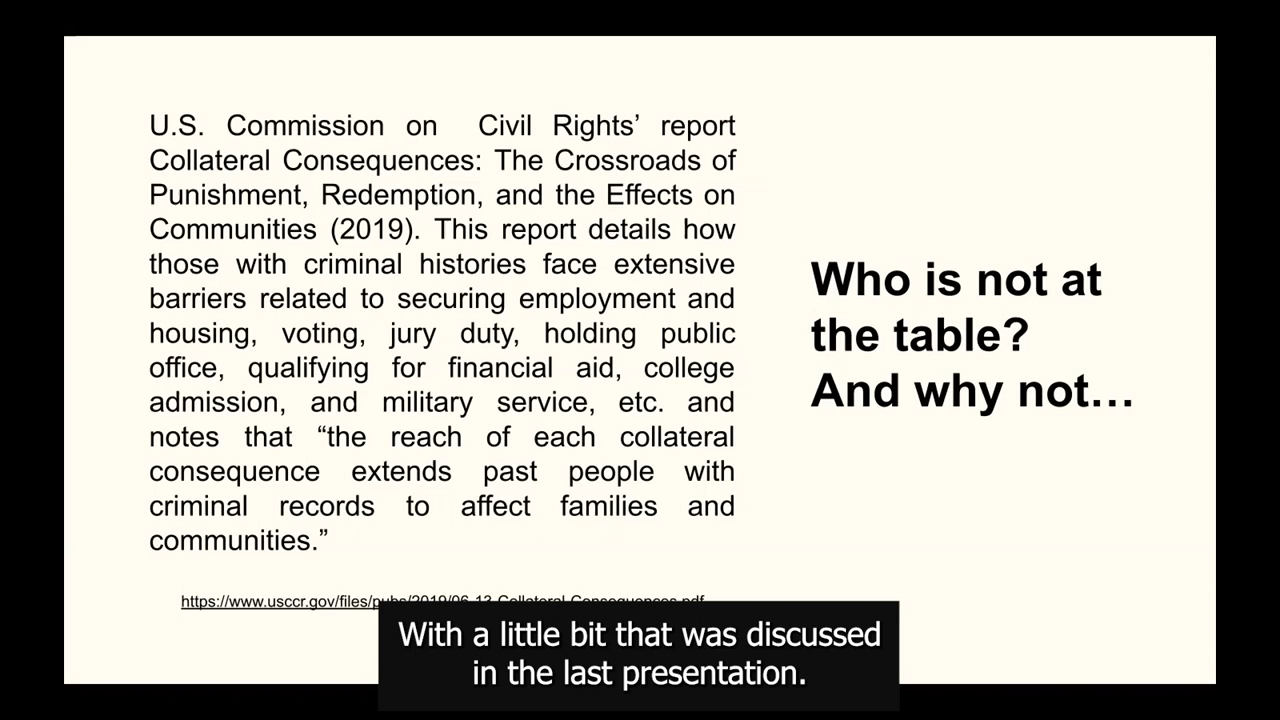 U.S. Commission on Civil Rights’ report
Collateral Consequences: The Crossroads of
Punishment, Redemption, and the Effects on
Communities (2019). This report details how
those with criminal histories face extensive
barriers related to securing employment and
housing, voting, jury duty, holding public
office, qualifying for financial aid, college
admission, and military service, etc. and
notes that “the reach of each collateral
consequence extends past people with
criminal records to affect families and
communities.”
https://www.usccr.gov/files/pubs/2019/06-13-Collateral-Consequences.pdf
Who is not at
the table?
And why not…
With a little bit that was discussed
in the last presentation.